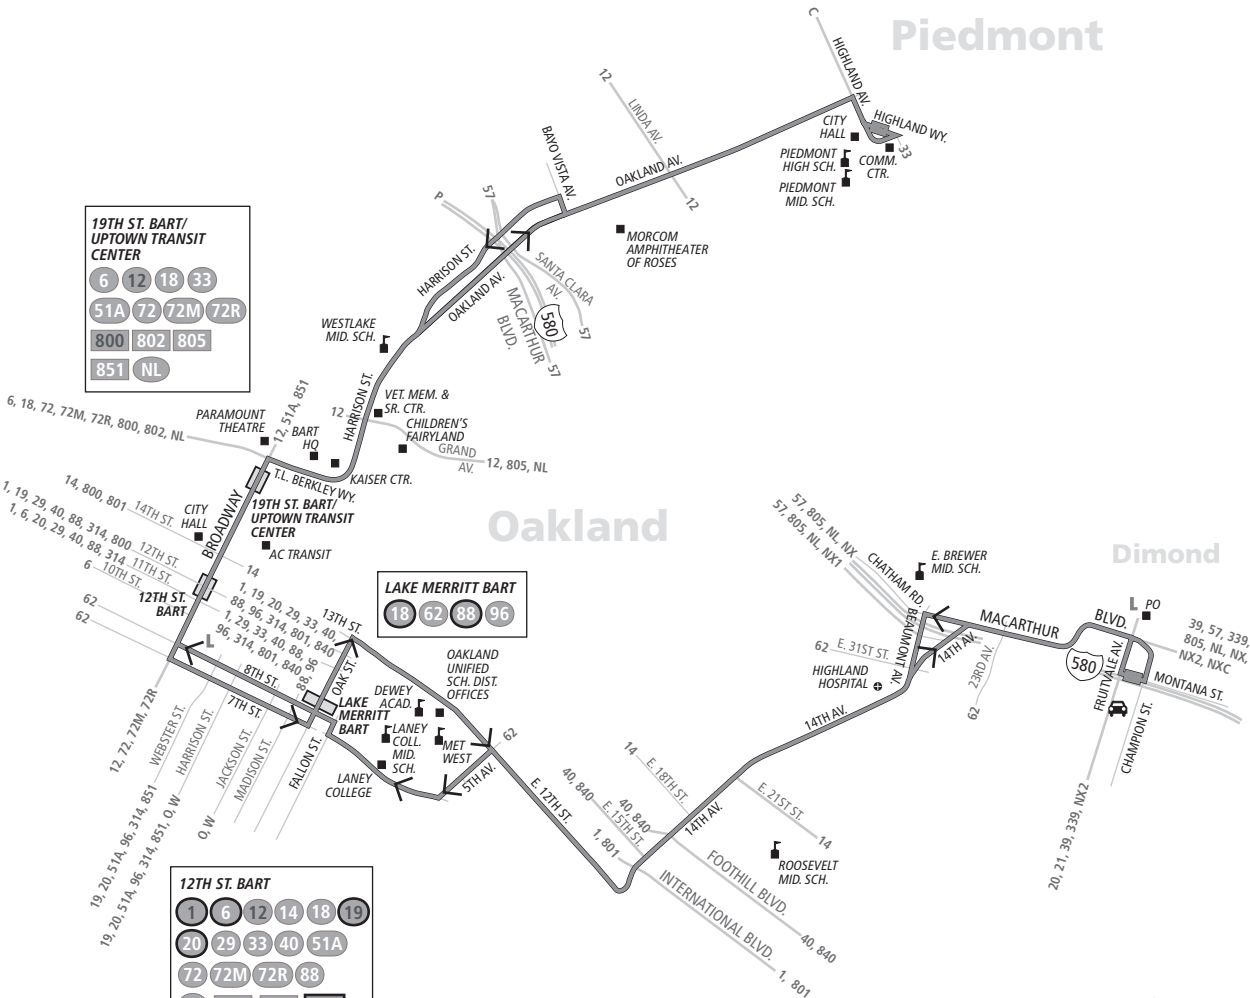 Piedmont
C
HIGHLAND AV.
HIGHLAND WY.
33
CITY
HALL
PIEDMONT
HIGH SCH.
PIEDMONT
MID. SCH.
COMM.
CTR.
12
LINDA AV.
12
OAKLAND AV.
BAYO VISTA AV.
P
57
HARRISON ST.
OAKLAND AV.
SANTA CLARA
AV.
MACARTHUR
BLVD.
580
57
57
MORCOM
AMPHITHEATER
OF ROSES
19TH ST. BART/
UPTOWN TRANSIT
CENTER
6 12 18 33
51A 72 72M 72R
800 802 805
851 NL
WESTLAKE
MID. SCH.
HARRISON ST.
VET. MEM. &
SR. CTR.
CHILDREN'S
FAIRYLAND
12
GRAND
AV.
12, 805, NL
6, 18, 72, 72M, 72R, 800, 802, NL
12, 51A, 851
PARAMOUNT
THEATRE
BART
HQ
KAISER CTR.
T.L. BERKLEY WY.
19TH ST. BART/
UPTOWN TRANSIT
CENTER
AC TRANSIT
BROADWAY
CITY
HALL
14, 800, 801
14TH ST.
14
1, 19, 29, 40, 88, 314, 800
12TH ST.
1, 6, 20, 29, 40, 88, 314
11TH ST.
6
10TH ST.
12TH ST.
BART
62
62
L
1, 19, 20, 29, 33, 40,
88, 96, 314, 801, 840
1, 29, 33, 40, 88,
96, 314, 801, 840
88, 96
13TH ST.
OAK ST.
8TH ST.
7TH ST.
LAKE
MERRITT
BART
LAKE MERRITT BART
18 62 88 96
Oakland
OAKLAND
UNIFIED
SCH. DIST.
OFFICES
DEWEY
ACAD.
LANEY
COLL.
MID.
SCH.
MET
WEST
LANEY
COLLEGE
5TH AV.
62
E. 12TH ST.
12, 72, 72M, 72R
WEBSTER ST.
19, 20, 51A, 96, 314, 851
HARRISON ST.
19, 20, 51A, 96, 314, 851, O, W
JACKSON ST.
O, W
MADISON ST.
FALLON ST.
14
E. 18TH ST.
40, 840
E. 15TH ST.
40, 840
1, 801
14TH AV.
E. 21ST ST.
14
ROOSEVELT
MID. SCH.
FOOTHILL BLVD.
40, 840
INTERNATIONAL BLVD.
1, 801
14TH AV.
57, 805, NL, NX
57, 805, NL, NX1
CHATHAM RD.
E. BREWER
MID. SCH.
BEAUMONT AV.
62
E. 31ST ST.
HIGHLAND
HOSPITAL
14TH AV.
23RD AV.
62
MACARTHUR
BLVD.
Dimond
L
PO
39, 57, 339,
805, NL, NX,
NX2, NXC
580
FRUITVALE AV.
MONTANA ST.
CHAMPION ST.
20, 21, 39, 339, NX2
12TH ST. BART
1 6 12 14 18 19
20 29 33 40 51A
72 72M 72R 88